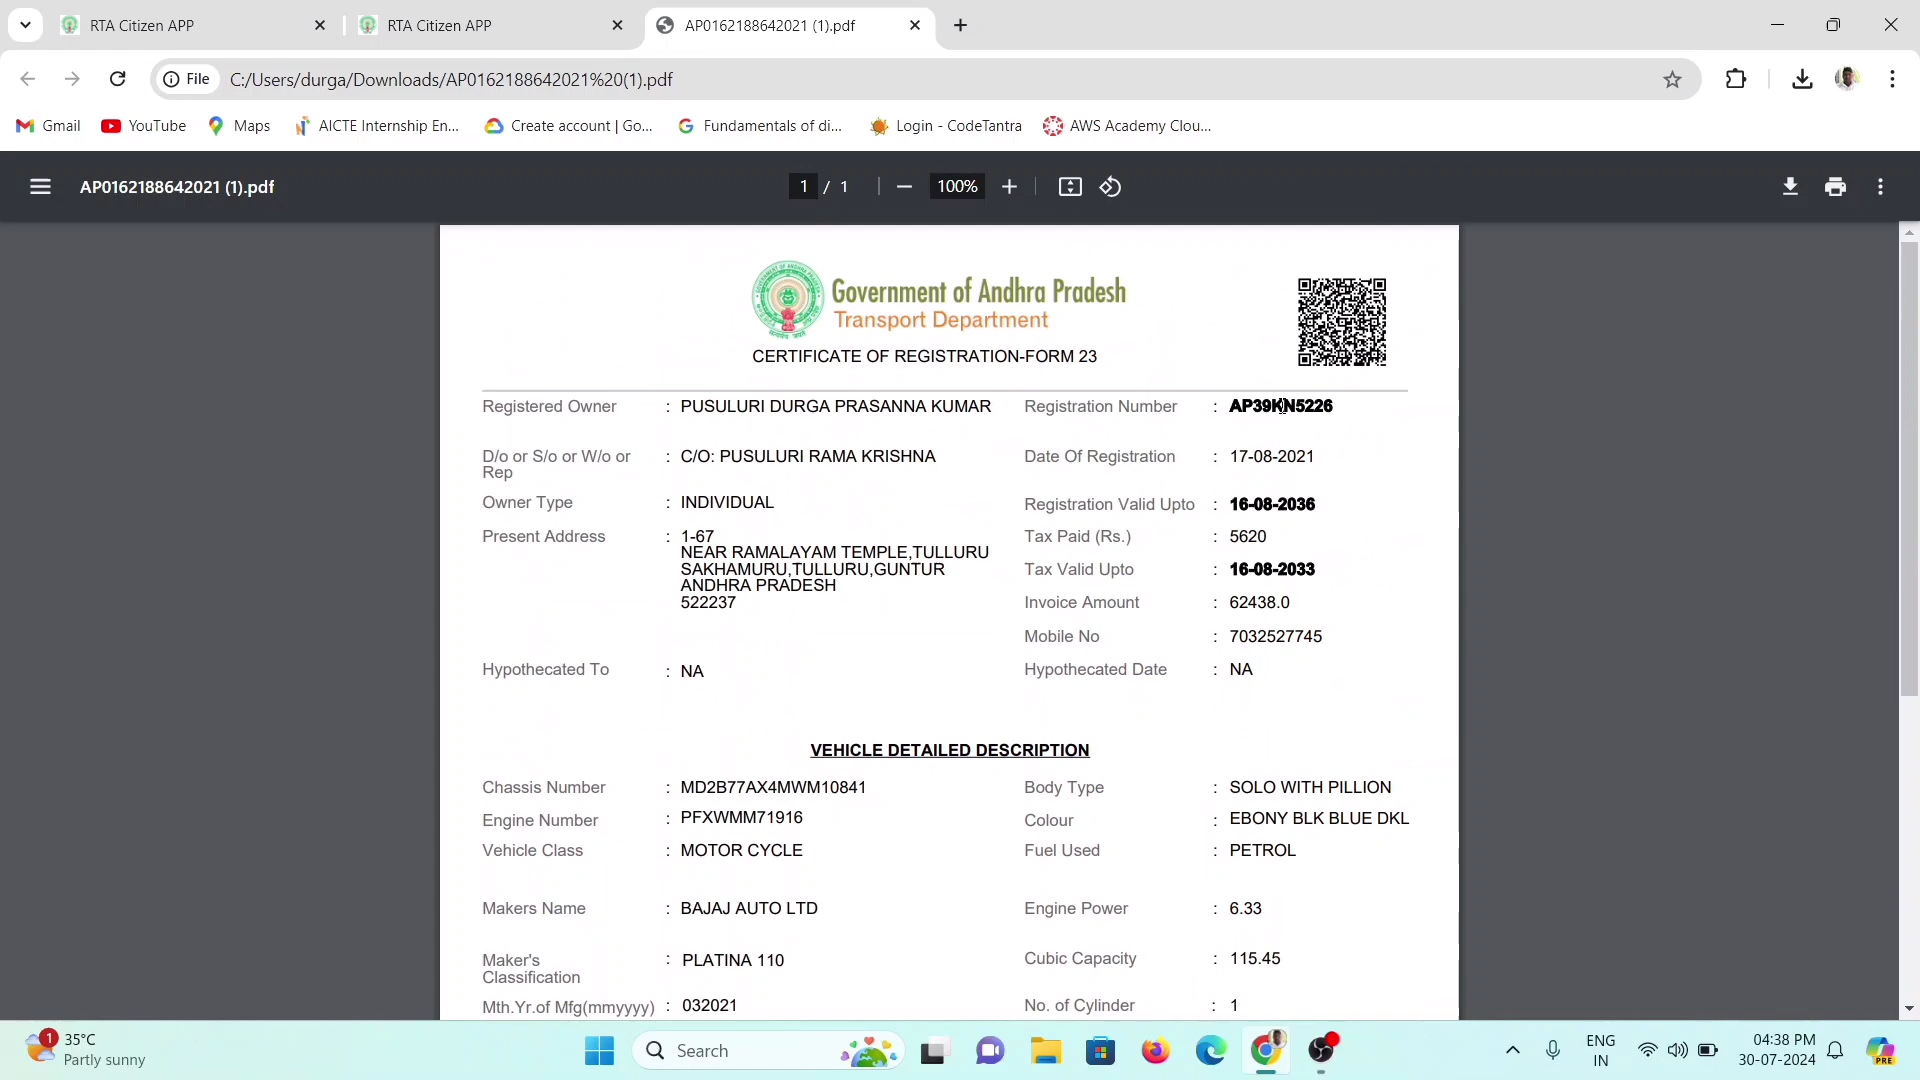 RTA Citizen APP
RTA Citizen APP
AP0162188642021 (1).pdf
File
C:/Users/durga/Downloads/AP0162188642021%20(1).pdf
Gmail
YouTube
Maps
AICTE Internship En...
Create account | Go...
Fundamentals of di...
Login - CodeTantra
AWS Academy Clou...
AP0162188642021 (1).pdf
1 / 1
100%
Government of Andhra Pradesh
Transport Department
CERTIFICATE OF REGISTRATION-FORM 23
Registered Owner : PUSULURI DURGA PRASANNA KUMAR Registration Number : AP39KN5226
D/o or S/o or W/o or Rep : C/O: PUSULURI RAMA KRISHNA Date Of Registration : 17-08-2021
Owner Type : INDIVIDUAL Registration Valid Upto : 16-08-2036
Present Address : 1-67 Tax Paid (Rs.) : 5620
NEAR RAMALAYAM TEMPLE,TULLURU
SAKHAMURU,TULLURU,GUNTUR Tax Valid Upto : 16-08-2033
ANDHRA PRADESH
522237 Invoice Amount : 62438.0
Mobile No : 7032527745
Hypothecated To : NA Hypothecated Date : NA
VEHICLE DETAILED DESCRIPTION
Chassis Number : MD2B77AX4MWM10841 Body Type : SOLO WITH PILLION
Engine Number : PFXWMM71916 Colour : EBONY BLK BLUE DKL
Vehicle Class : MOTOR CYCLE Fuel Used : PETROL
Makers Name : BAJAJ AUTO LTD Engine Power : 6.33
Maker's Classification : PLATINA 110 Cubic Capacity : 115.45
Mth.Yr.of Mfg(mmyyyy) : 032021 No. of Cylinder : 1
1
35°C
Partly sunny
Search
ENG
IN
04:38 PM
30-07-2024
PRE